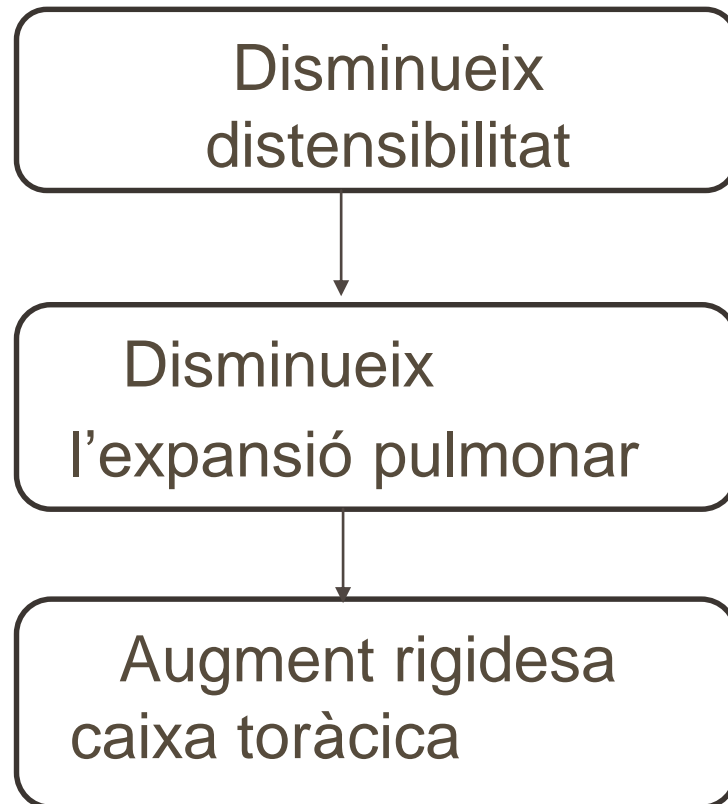 Disminueix
distensibilitat
Disminueix
l’expansió pulmonar
Augment rigidesa
caixa toràcica